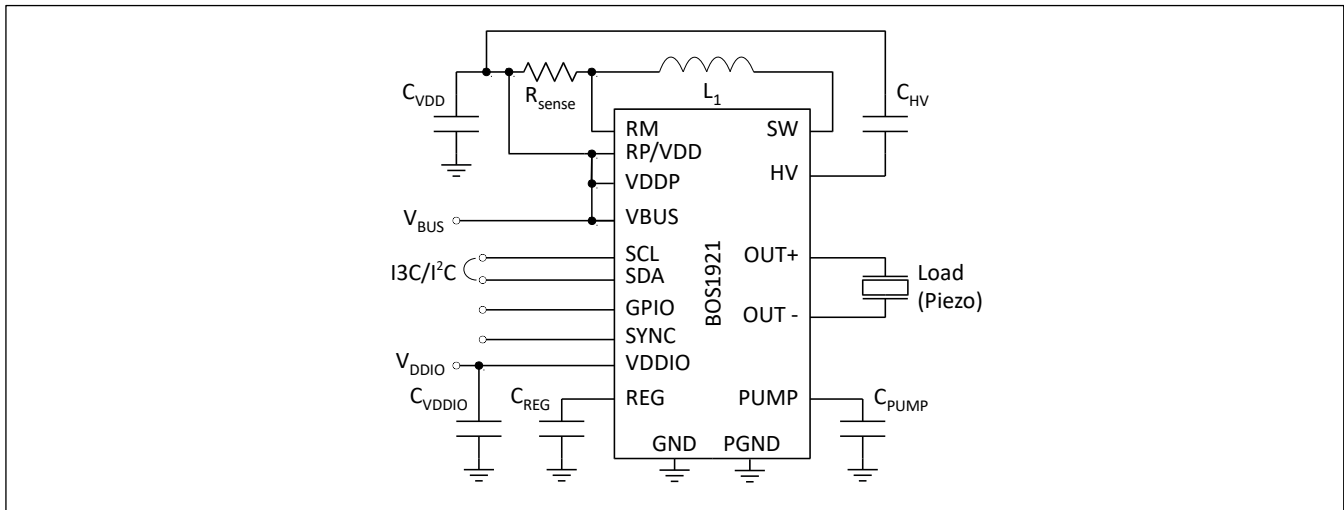 C_VDD
R_sense
L_1
C_HV
RM
SW
RP/VDD
HV
VDDP
V_BUS
VBUS
SCL
OUT+
I3C/I²C
SDA
Load
(Piezo)
BOS1921
GPIO
OUT -
SYNC
V_DDIO
VDDIO
C_VDDIO
C_REG
REG
PUMP
C_PUMP
GND
PGND